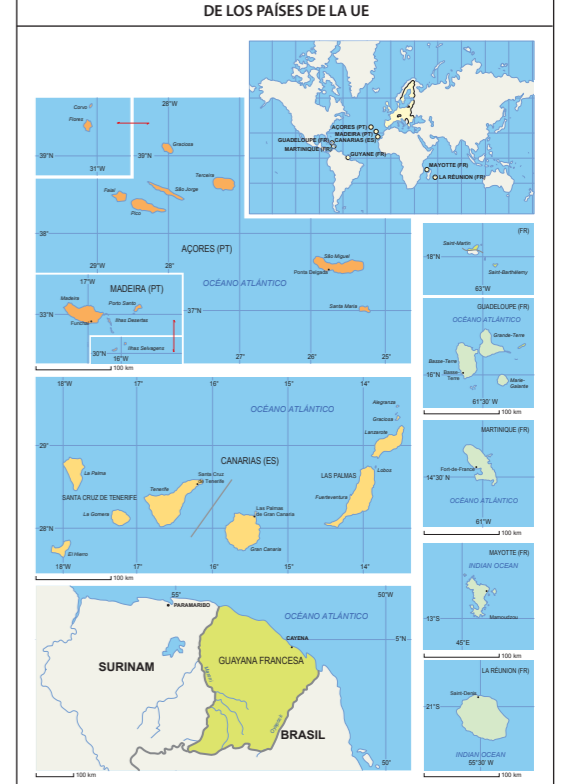 DE LOS PAÍSES DE LA UE
AÇORES (PT)
MADEIRA (PT)
GUADELOUPE (FR)
CANARIAS (ES)
MARTINIQUE (FR)
GUYANE (FR)
MAYOTTE (FR)
LA RÉUNION (FR)
Corvo
Flores
39°N
31°W
28°W
Graciosa
39°N
Terceira
Faial
São Jorge
Pico
38°
29°W
28°
AÇORES (PT)
São Miguel
Ponta Delgada
OCÉANO ATLÁNTICO
Santa Maria
37°N
27°
26°
25°
17°W
MADEIRA (PT)
Madeira
Porto Santo
33°N
Funchal
Ilhas Desertas
Ilhas Selvagens
30°N
16°W
100 km
18°W
17°
16°
15°
14°
OCÉANO ATLÁNTICO
Alegranza
Graciosa
Lanzarote
29°
CANARIAS (ES)
La Palma
Santa Cruz
de Tenerife
Tenerife
LAS PALMAS
Lobos
SANTA CRUZ DE TENERIFE
Fuerteventura
La Gomera
Las Palmas
de Gran Canaria
28°N
El Hierro
Gran Canaria
18°W
17°
16°
15°
14°
100 km
55°
50°W
PARAMARIBO
OCÉANO ATLÁNTICO
CAYENA
5°N
SURINAM
GUAYANA FRANCESA
Maroni
Oyapock
BRASIL
50°
100 km
(FR)
Saint-Martin
18°N
Saint-Barthélemy
63°W
GUADELOUPE (FR)
OCÉANO ATLÁNTICO
Grande-Terre
Basse-Terre
16°N
Basse-
Terre
Marie-
Galante
61°30' W
100 km
MARTINIQUE (FR)
Fort-de-France
14°30' N
OCÉANO ATLÁNTICO
61°W
100 km
MAYOTTE (FR)
INDIAN OCEAN
Mamoudzou
13°S
45°E
100 km
LA RÉUNION (FR)
Saint-Denis
21°S
INDIAN OCEAN
55°30' W
100 km